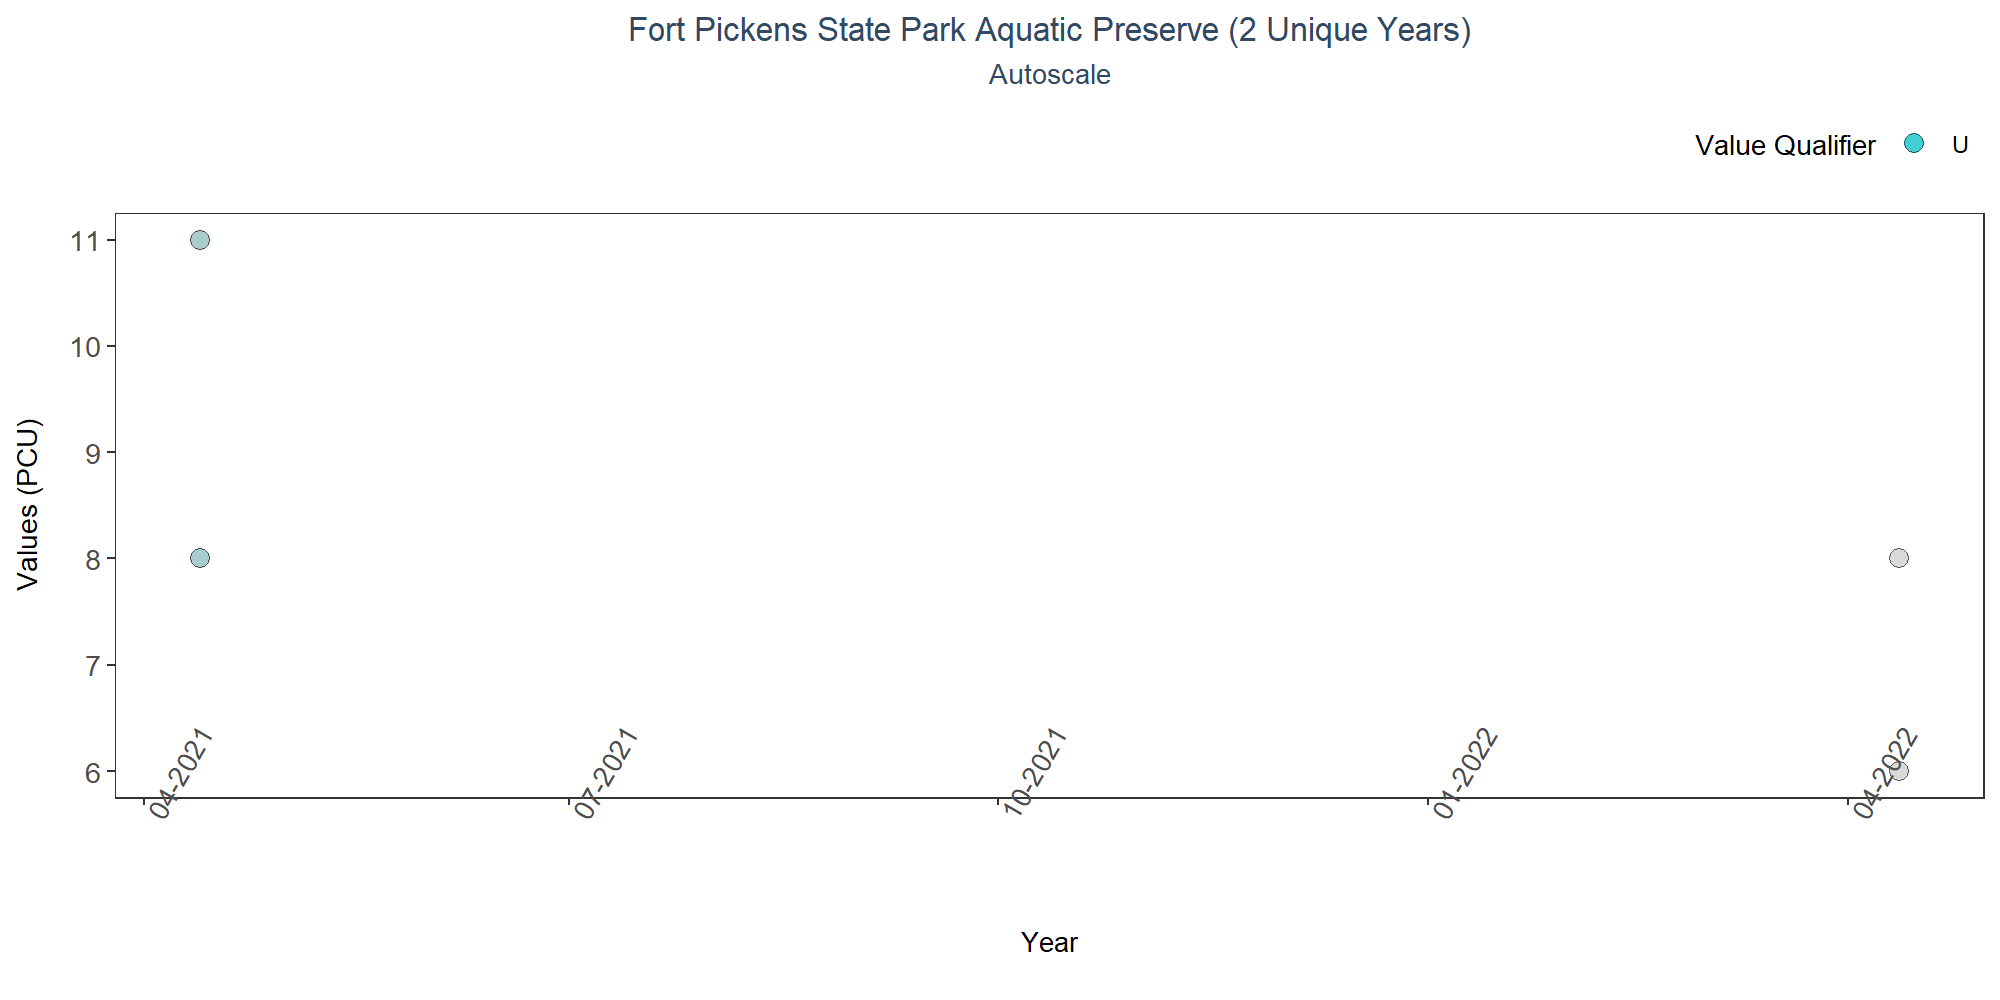 Fort Pickens State Park Aquatic Preserve (2 Unique Years)
Autoscale
Value Qualifier U
Values (PCU)
11
10
9
8
7
6
04-2021 07-2021 10-2021 01-2022 04-2022
Year